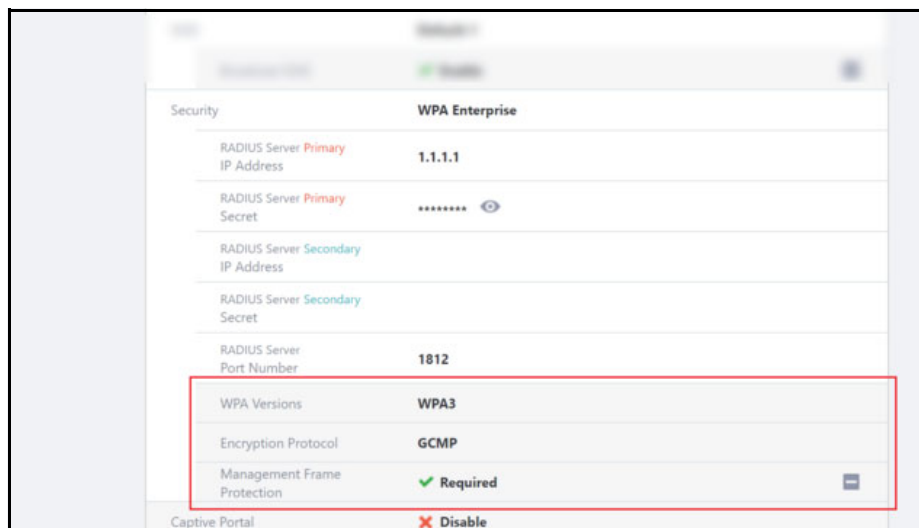 Security WPA Enterprise
RADIUS Server Primary
IP Address
1.1.1.1
RADIUS Server Primary
Secret
********
RADIUS Server Secondary
IP Address
RADIUS Server Secondary
Secret
RADIUS Server
Port Number
1812
WPA Versions WPA3
Encryption Protocol GCMP
Management Frame
Protection
Required
Captive Portal Disable